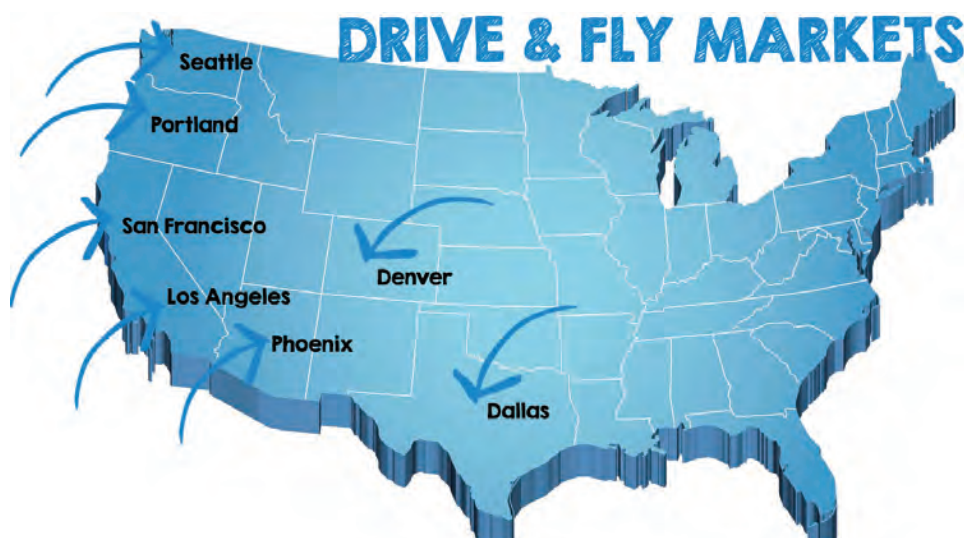 DRIVE & FLY MARKETS
Seattle
Portland
San Francisco
Denver
Los Angeles
Phoenix
Dallas